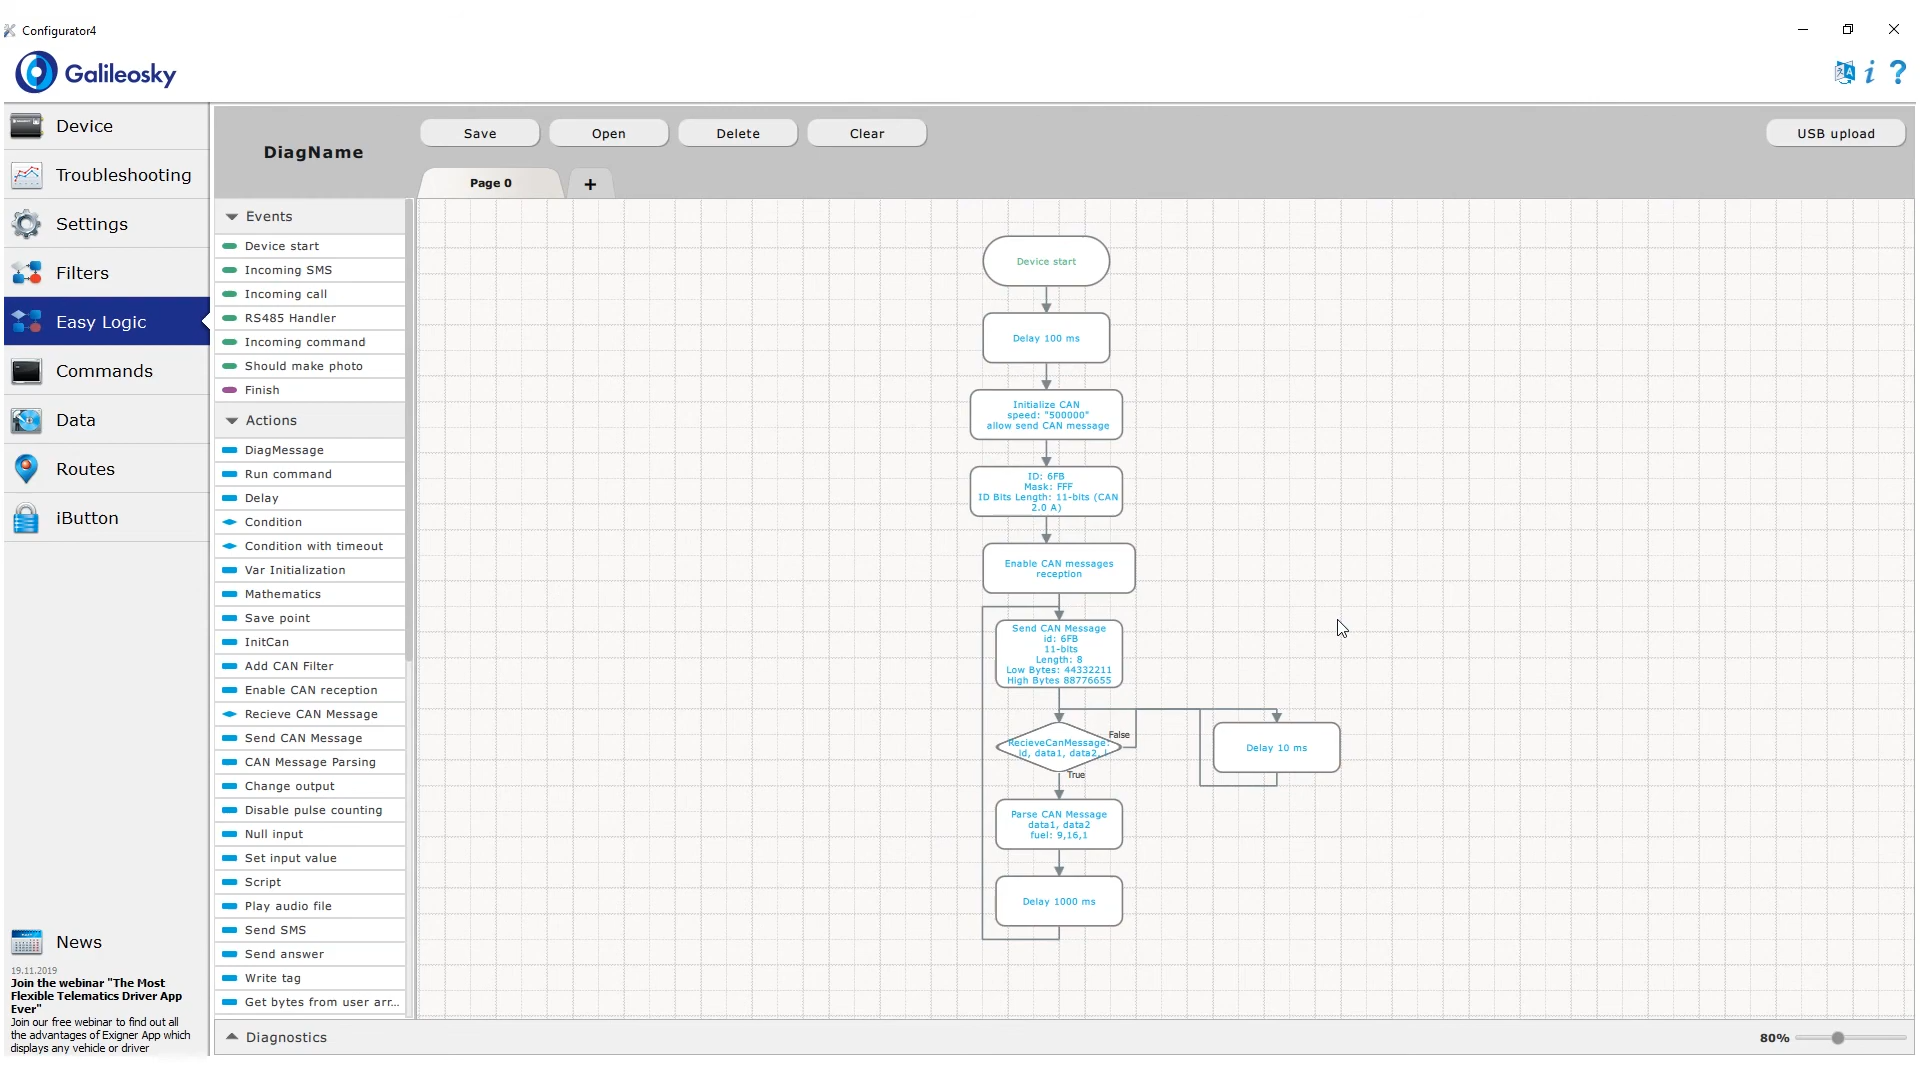 Configurator4
Galileosky
Device
Troubleshooting
Settings
Filters
Easy Logic
Commands
Data
Routes
iButton
News
19.11.2019
Join the webinar "The Most
Flexible Telematics Driver App
Ever"
Join our free webinar to find out all
the advantages of Exigner App which
displays any vehicle or driver
DiagName
Save
Open
Delete
Clear
USB upload
Page 0
+
Events
Device start
Incoming SMS
Incoming call
RS485 Handler
Incoming command
Should make photo
Finish
Actions
DiagMessage
Run command
Delay
Condition
Condition with timeout
Var Initialization
Mathematics
Save point
InitCan
Add CAN Filter
Enable CAN reception
Recieve CAN Message
Send CAN Message
CAN Message Parsing
Change output
Disable pulse counting
Null input
Set input value
Script
Play audio file
Send SMS
Send answer
Write tag
Get bytes from user arr...
Device start
Delay 100 ms
Initialize CAN
speed: "500000"
allow send CAN message
ID: 6FB
Mask: FFF
ID Bits Length: 11-bits (CAN
2.0 A)
Enable CAN messages
reception
Send CAN Message
id: 6FB
11-bits
Length: 8
Low Bytes: 44332211
High Bytes 88776655
RecieveCanMessage:
id, data1, data2,
False
True
Delay 10 ms
Parse CAN Message
data1, data2
fuel: 9,16,1
Delay 1000 ms
Diagnostics
80%